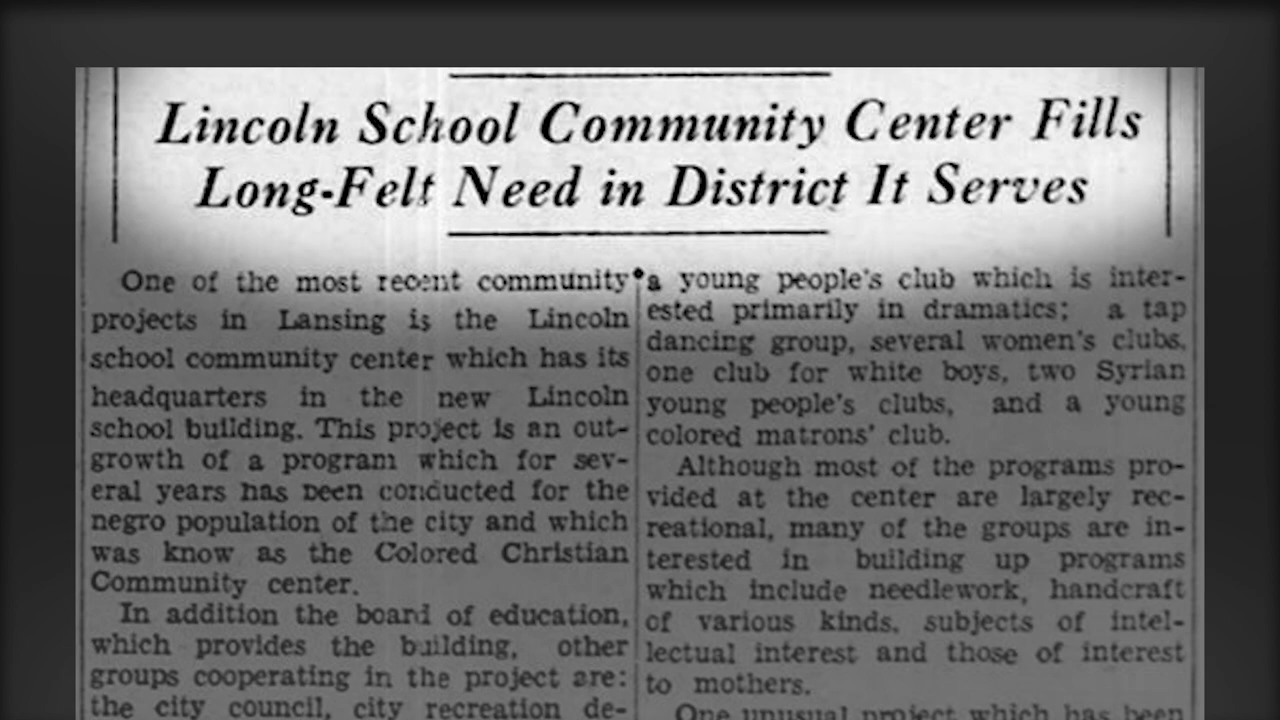 Lincoln School Community Center Fills
Long-Felt Need in District It Serves
One of the most recent community
projects in Lansing is the Lincoln
school community center which has its
headquarters in the new Lincoln
school building. This project is an out-
growth of a program which for sev-
eral years has been conducted for the
negro population of the city and which
was know as the Colored Christian
Community center.
In addition the board of education,
which provides the building, other
groups cooperating in the project are:
the city council, city recreation de-
a young people's club which is inter-
ested primarily in dramatics; a tap
dancing group, several women's clubs,
one club for white boys, two Syrian
young people's clubs, and a young
colored matrons' club.
Although most of the programs pro-
vided at the center are largely rec-
reational, many of the groups are in-
terested in building up programs
which include needlework, handcraft
of various kinds, subjects of intel-
lectual interest and those of interest
to mothers.
One unusual project which has been